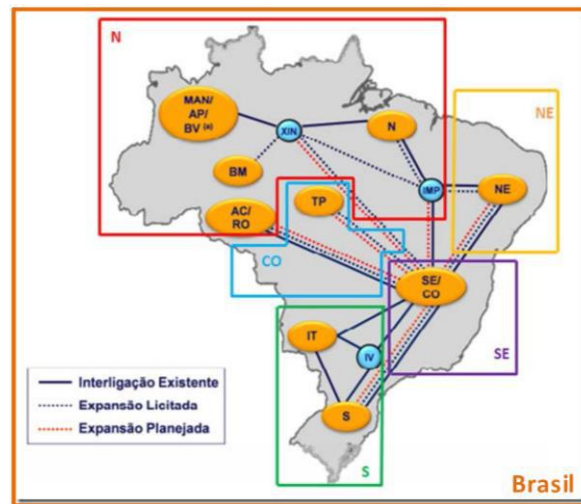 N
MAN/
AP/
BV (a)
XIN
N
NE
BM
IMP
NE
TP
AC/
RO
CO
SE/
CO
IT
SE
IV
Interligação Existente
Expansão Licitada
Expansão Planejada
S
S
Brasil